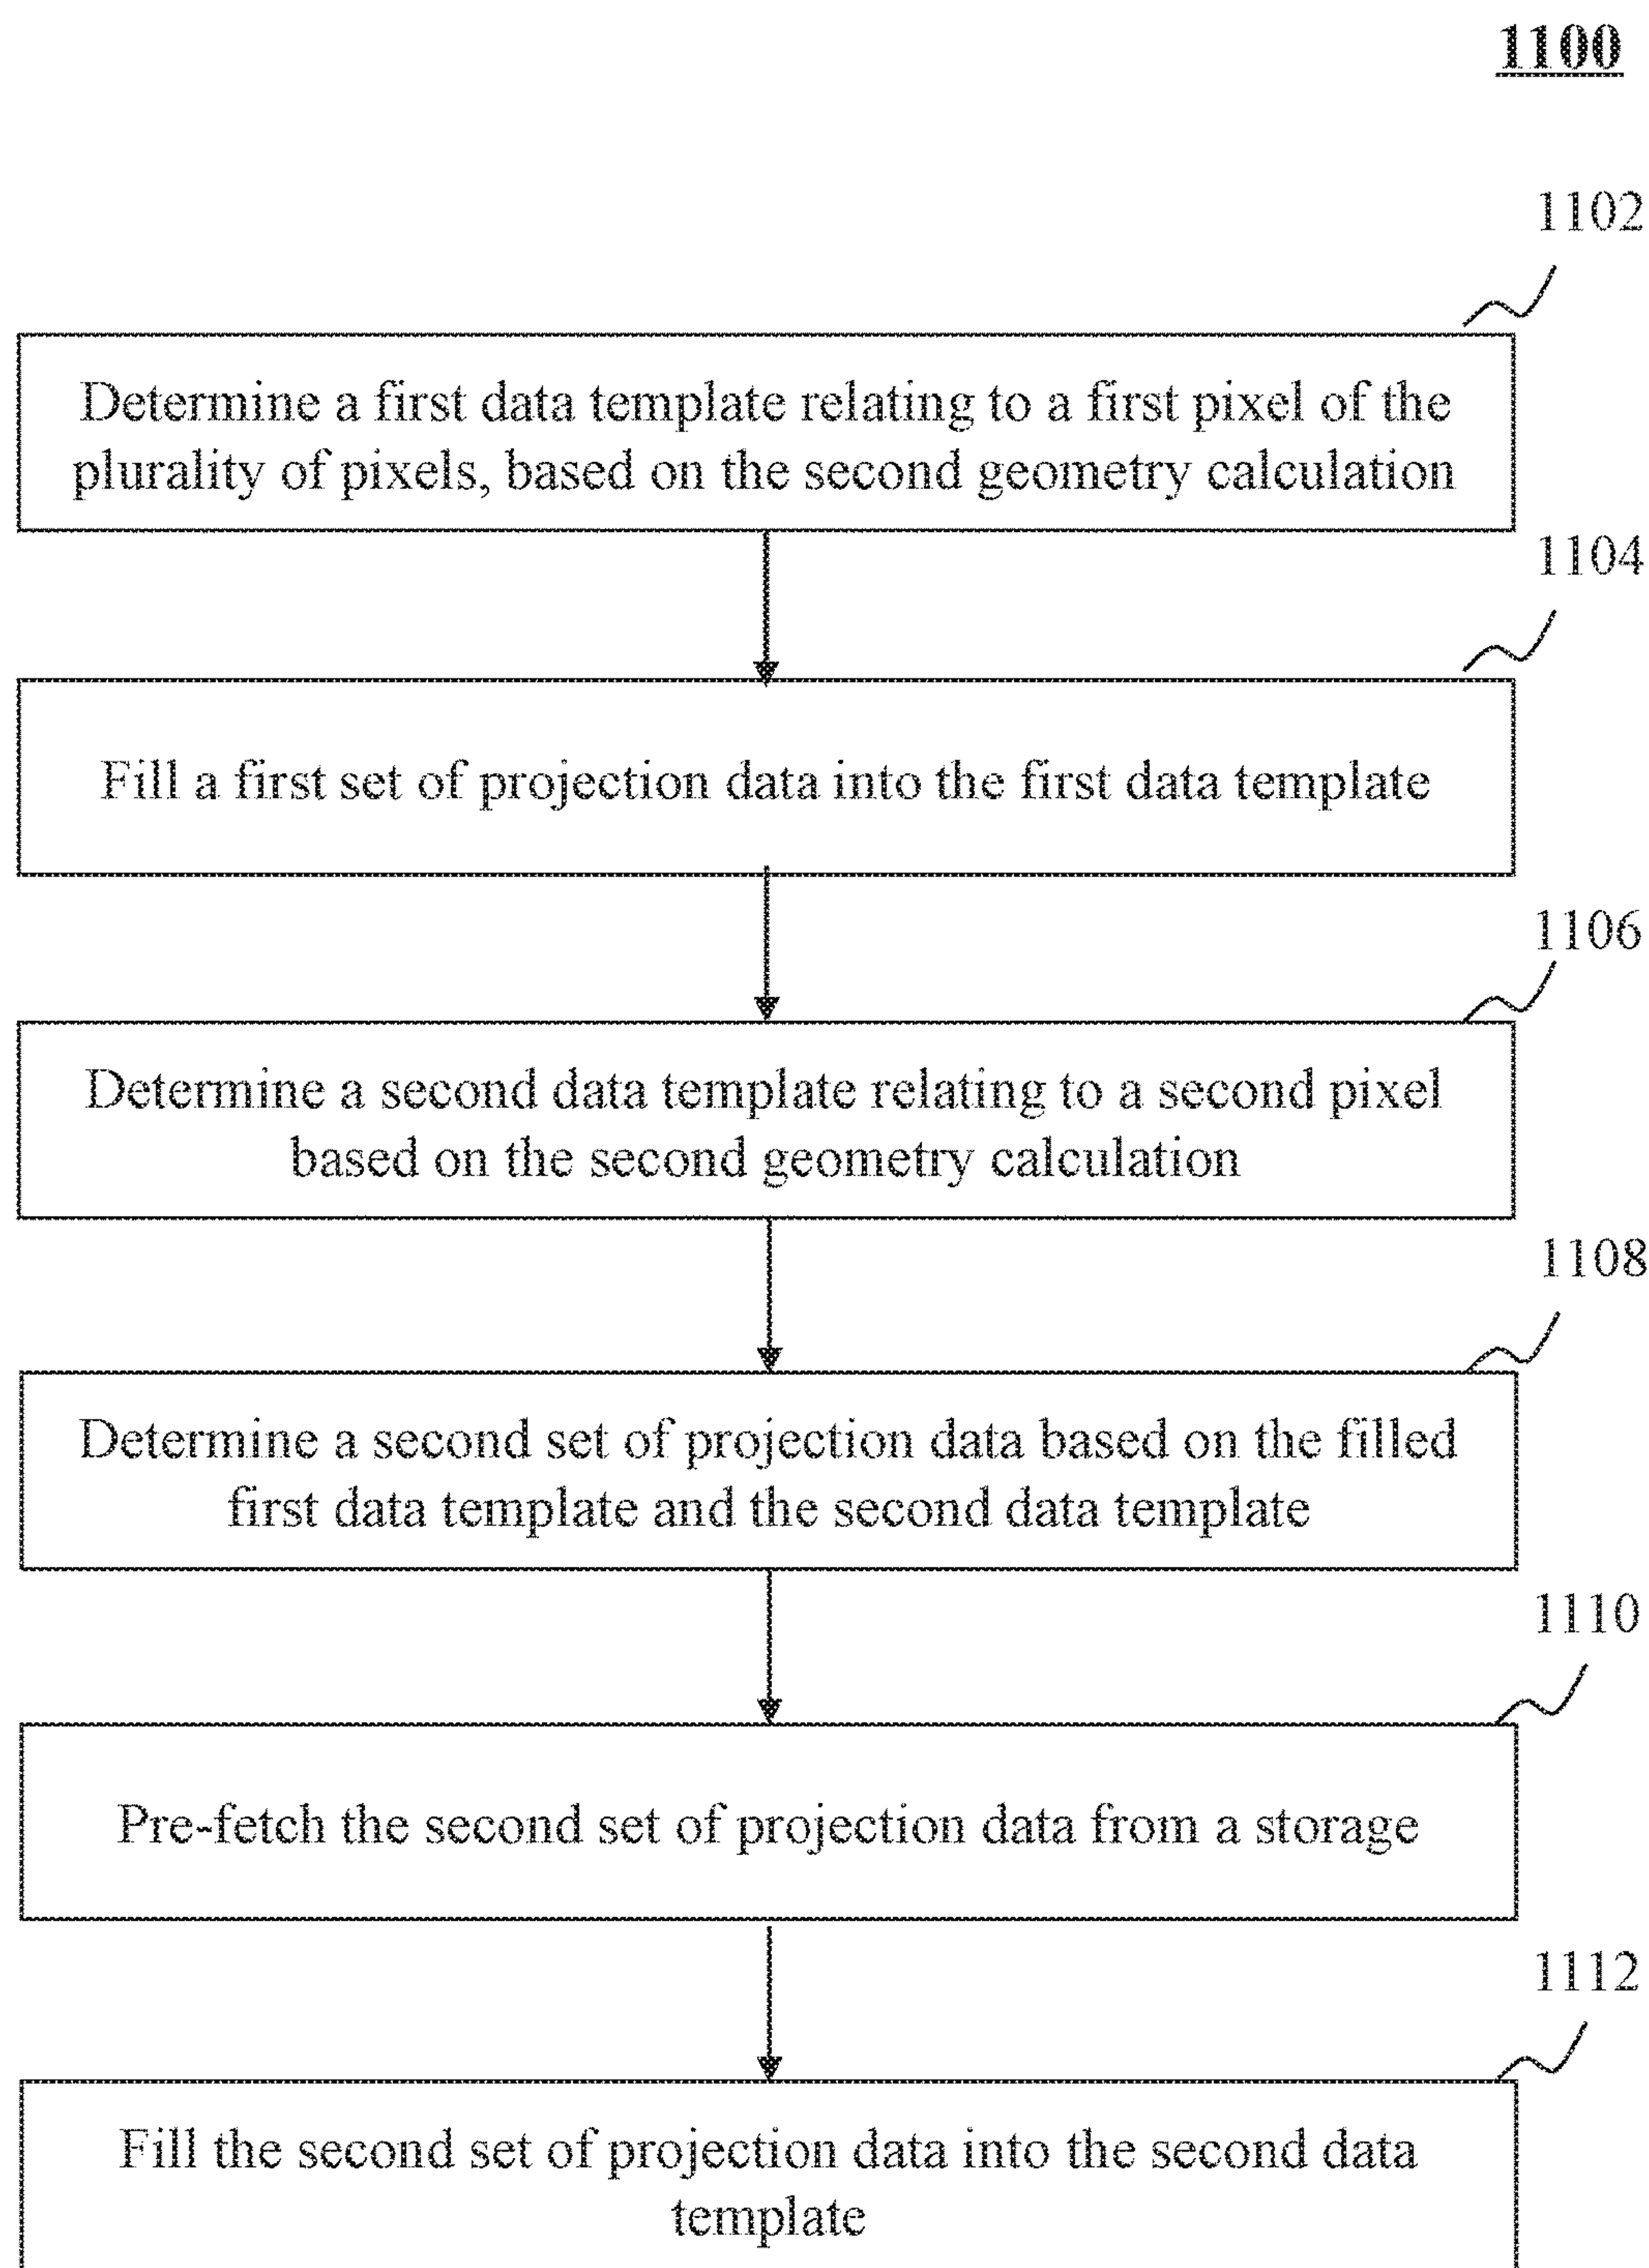 1100
1102
Determine a first data template relating to a first pixel of the
plurality of pixels, based on the second geometry calculation
1104
Fill a first set of projection data into the first data template
1106
Determine a second data template relating to a second pixel
based on the second geometry calculation
1108
Determine a second set of projection data based on the filled
first data template and the second data template
1110
Pre-fetch the second set of projection data from a storage
1112
Fill the second set of projection data into the second data
template